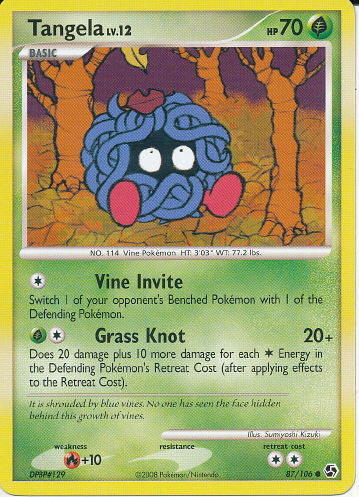 Tangela LV.12 HP 70
BASIC
NO. 114 Vine Pokémon HT: 3'03" WT: 77.2 lbs.
Vine Invite
Switch 1 of your opponent's Benched Pokémon with 1 of the
Defending Pokémon.
Grass Knot 20+
Does 20 damage plus 10 more damage for each Energy in
the Defending Pokémon's Retreat Cost (after applying effects
to the Retreat Cost).
It is shrouded by blue vines. No one has seen the face hidden
behind this growth of vines.
Illus. Sumiyoshi Kizuki
weakness resistance retreat cost
+10
DPBP#129 ©2008 Pokémon/Nintendo. 87/106